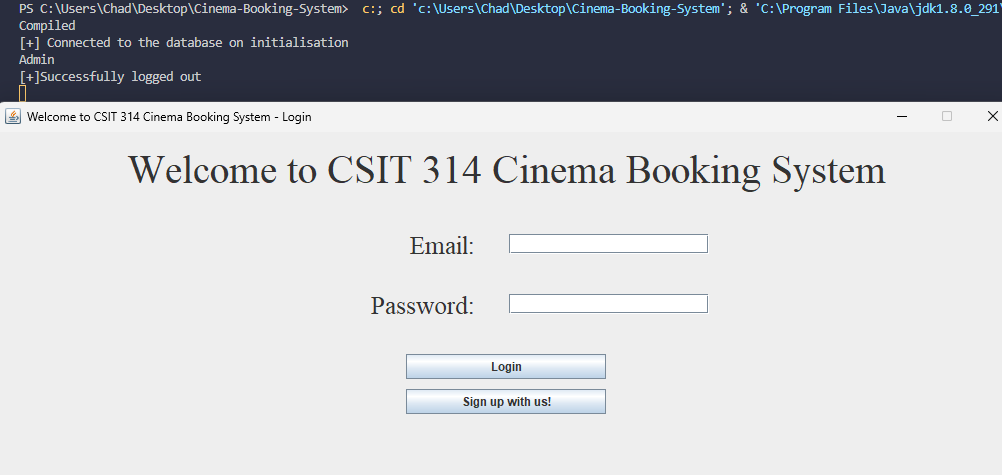 PS C:\Users\Chad\Desktop\Cinema-Booking-System>  c:; cd 'c:\Users\Chad\Desktop\Cinema-Booking-System'; & 'C:\Program Files\Java\jdk1.8.0_291\
Compiled
[+] Connected to the database on initialisation
Admin
[+]Successfully logged out
Welcome to CSIT 314 Cinema Booking System - Login
Welcome to CSIT 314 Cinema Booking System
Email:
Password:
Login
Sign up with us!